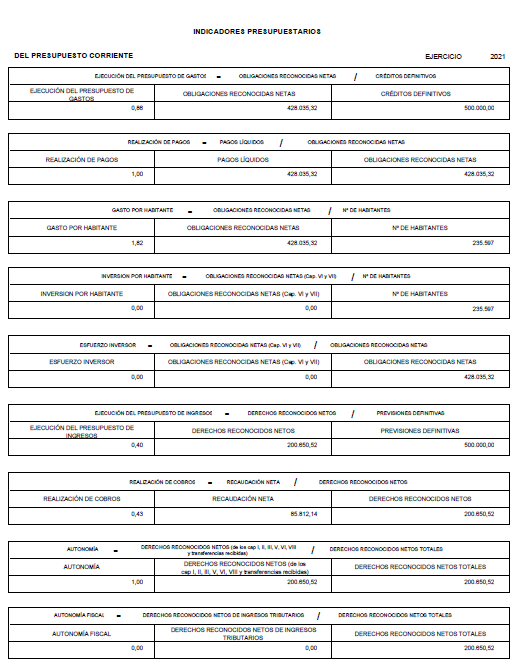 INDICADORES PRESUPUESTARIOS
DEL PRESUPUESTO CORRIENTE EJERCICIO 2021
EJECUCIÓN DEL PRESUPUESTO DE GASTOS = OBLIGACIONES RECONOCIDAS NETAS / CRÉDITOS DEFINITIVOS
EJECUCIÓN DEL PRESUPUESTO DE GASTOS OBLIGACIONES RECONOCIDAS NETAS CRÉDITOS DEFINITIVOS
0,86 428.035,32 500.000,00
REALIZACIÓN DE PAGOS = PAGOS LÍQUIDOS / OBLIGACIONES RECONOCIDAS NETAS
REALIZACIÓN DE PAGOS PAGOS LÍQUIDOS OBLIGACIONES RECONOCIDAS NETAS
1,00 428.035,32 428.035,32
GASTO POR HABITANTE = OBLIGACIONES RECONOCIDAS NETAS / Nº DE HABITANTES
GASTO POR HABITANTE OBLIGACIONES RECONOCIDAS NETAS Nº DE HABITANTES
1,82 428.035,32 235.597
INVERSION POR HABITANTE = OBLIGACIONES RECONOCIDAS NETAS (Cap. VI y VII) / Nº DE HABITANTES
INVERSION POR HABITANTE OBLIGACIONES RECONOCIDAS NETAS (Cap. VI y VII) Nº DE HABITANTES
0,00 0,00 235.597
ESFUERZO INVERSOR = OBLIGACIONES RECONOCIDAS NETAS (Cap. VI y VII) / OBLIGACIONES RECONOCIDAS NETAS
ESFUERZO INVERSOR OBLIGACIONES RECONOCIDAS NETAS (Cap. VI y VII) OBLIGACIONES RECONOCIDAS NETAS
0,00 0,00 428.035,32
EJECUCIÓN DEL PRESUPUESTO DE INGRESOS = DERECHOS RECONOCIDOS NETOS / PREVISIONES DEFINITIVAS
EJECUCIÓN DEL PRESUPUESTO DE INGRESOS DERECHOS RECONOCIDOS NETOS PREVISIONES DEFINITIVAS
0,40 200.650,52 500.000,00
REALIZACIÓN DE COBROS = RECAUDACIÓN NETA / DERECHOS RECONOCIDOS NETOS
REALIZACIÓN DE COBROS RECAUDACIÓN NETA DERECHOS RECONOCIDOS NETOS
0,43 85.812,14 200.650,52
AUTONOMÍA = DERECHOS RECONOCIDOS NETOS (de los cap I, II, III, V, VI, VIII y transferencias recibidas) / DERECHOS RECONOCIDOS NETOS TOTALES
AUTONOMÍA DERECHOS RECONOCIDOS NETOS (de los cap I, II, III, V, VI, VIII y transferencias recibidas) DERECHOS RECONOCIDOS NETOS TOTALES
1,00 200.650,52 200.650,52
AUTONOMÍA FISCAL = DERECHOS RECONOCIDOS NETOS DE INGRESOS TRIBUTARIOS / DERECHOS RECONOCIDOS NETOS TOTALES
AUTONOMÍA FISCAL DERECHOS RECONOCIDOS NETOS DE INGRESOS TRIBUTARIOS DERECHOS RECONOCIDOS NETOS TOTALES
0,00 0,00 200.650,52